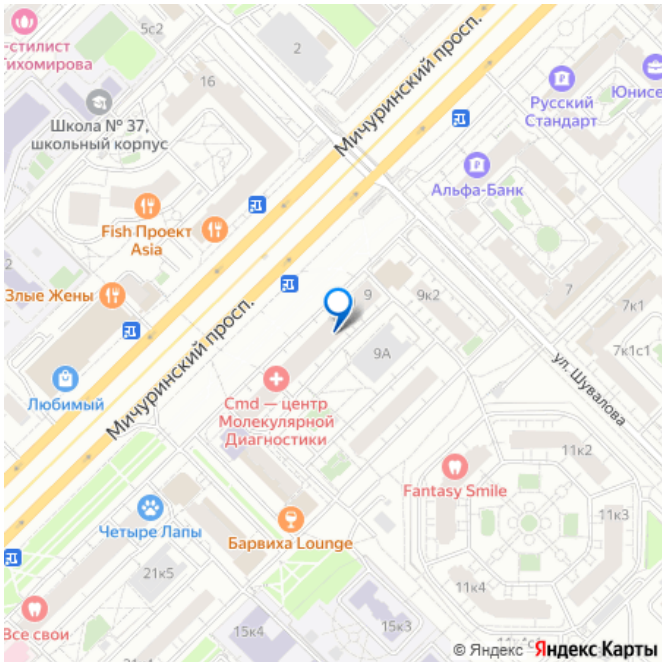 5с2
-стилист
ихомирова
2
16
Мичуринский просп.
Школа № 37,
школьный корпус
Русский
Стандарт
Юнисе
Альфа-Банк
Fish Проект
Asia
2
Злые Жены
9
9к2
7
7к1
7к1с1
Мичуринский просп.
9А
ул. Шувалова
Любимый
Cmd — центр
Молекулярной
Диагностики
11к2
Fantasy Smile
11к3
Четыре Лапы
Барвиха Lounge
21к5
11к4
Все свои
15к4
15к3
© Яндекс Яндекс Карты